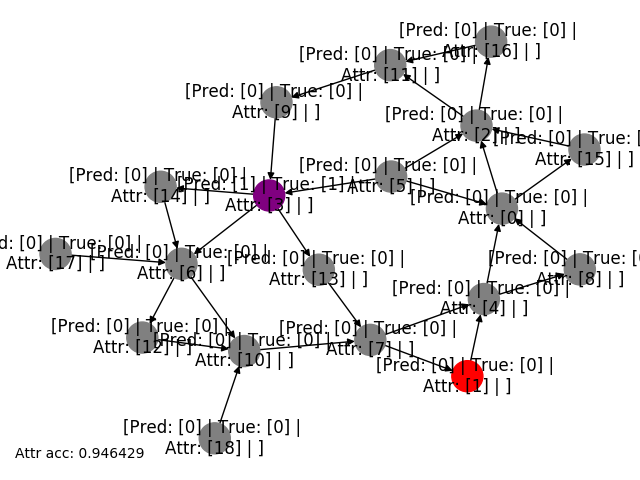 [Pred: [0] | True: [0] |
Attr: [16] | ]
[Pred: [0] | True: [0] |
Attr: [11] | ]
[Pred: [0] | True: [0] |
Attr: [9] | ]
[Pred: [0] | True: [0] |
Attr: [2] | ]
[Pred: [0] | True: [0] |
Attr: [15] | ]
[Pred: [0] | True: [0] |
Attr: [5] | ]
[Pred: [0] | True: [0] |
Attr: [14] | ]
[Pred: [1] | True: [1] |
Attr: [3] | ]
[Pred: [0] | True: [0] |
Attr: [0] | ]
d: [0] | True: [0] |
Attr: [17] | ]
[Pred: [0] | True: [0] |
Attr: [6] | ]
[Pred: [0] | True: [0] |
Attr: [13] | ]
[Pred: [0] | True: [0]
Attr: [8] | ]
[Pred: [0] | True: [0] |
Attr: [4] | ]
[Pred: [0] | True: [0] |
Attr: [12] | ]
[Pred: [0] | True: [0] |
Attr: [10] | ]
[Pred: [0] | True: [0] |
Attr: [7] | ]
[Pred: [0] | True: [0] |
Attr: [1] | ]
[Pred: [0] | True: [0] |
Attr: [18] | ]
Attr acc: 0.946429